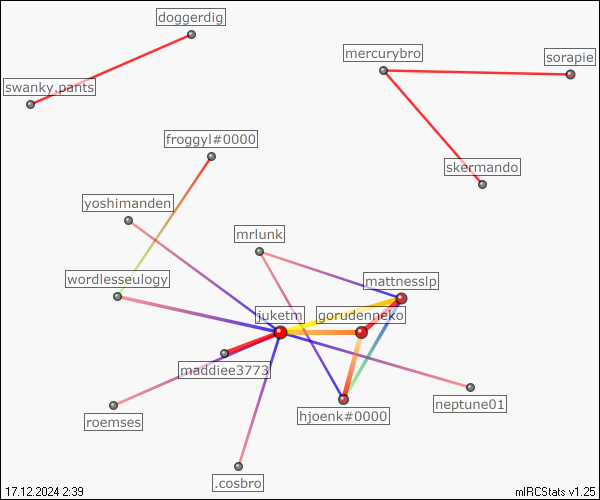 doggerdig
mercurybro
sorapie
swanky.pants
froggyl#0000
skermando
yoshimanden
mrlunk
wordlesseulogy
mattnesslp
juketm
gorudenneko
maddiee3773
neptune01
roemses
hjoenk#0000
.cosbro
17.12.2024 2:39
mIRCStats v1.25